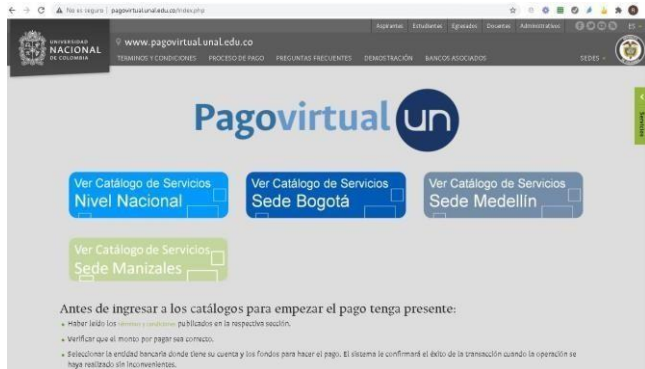 No es seguro | pagovirtual.unal.edu.co/index.php
Aspirantes Estudiantes Egresados Docentes Administrativos ES
UNIVERSIDAD
NACIONAL
DE COLOMBIA
www.pagovirtual.unal.edu.co
TERMINOS Y CONDICIONES PROCESO DE PAGO PREGUNTAS FRECUENTES DEMOSTRACIÓN BANCOS ASOCIADOS SEDES
Pagovirtual un
Servicios
Ver Catálogo de Servicios
Nivel Nacional
Ver Catálogo de Servicios
Sede Bogotá
Ver Catálogo de Servicios
Sede Medellín
Ver Catálogo de Servicios
Sede Manizales
Antes de ingresar a los catálogos para empezar el pago tenga presente:
Haber leído los términos y condiciones publicados en la respectiva sección.
Verificar que el monto por pagar sea correcto.
Seleccionar la entidad bancaria donde tiene su cuenta y los fondos para hacer el pago. El sistema le confirmará el éxito de la transacción cuando la operación se
haya realizado sin inconvenientes.